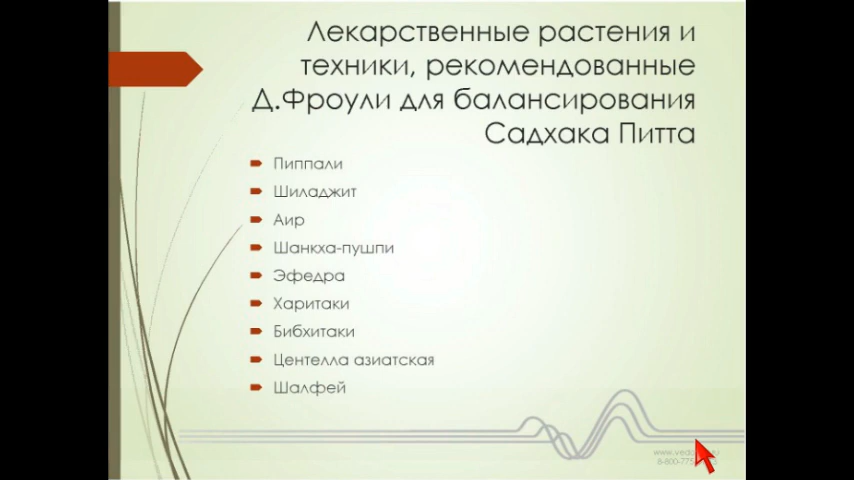 Лекарственные растения и
техники, рекомендованные
Д.Фроули для балансирования
Садхака Питта
Пиппали
Шиладжит
Аир
Шанкха-пушпи
Эфедра
Харитаки
Бибхитаки
Центелла азиатская
Шалфей